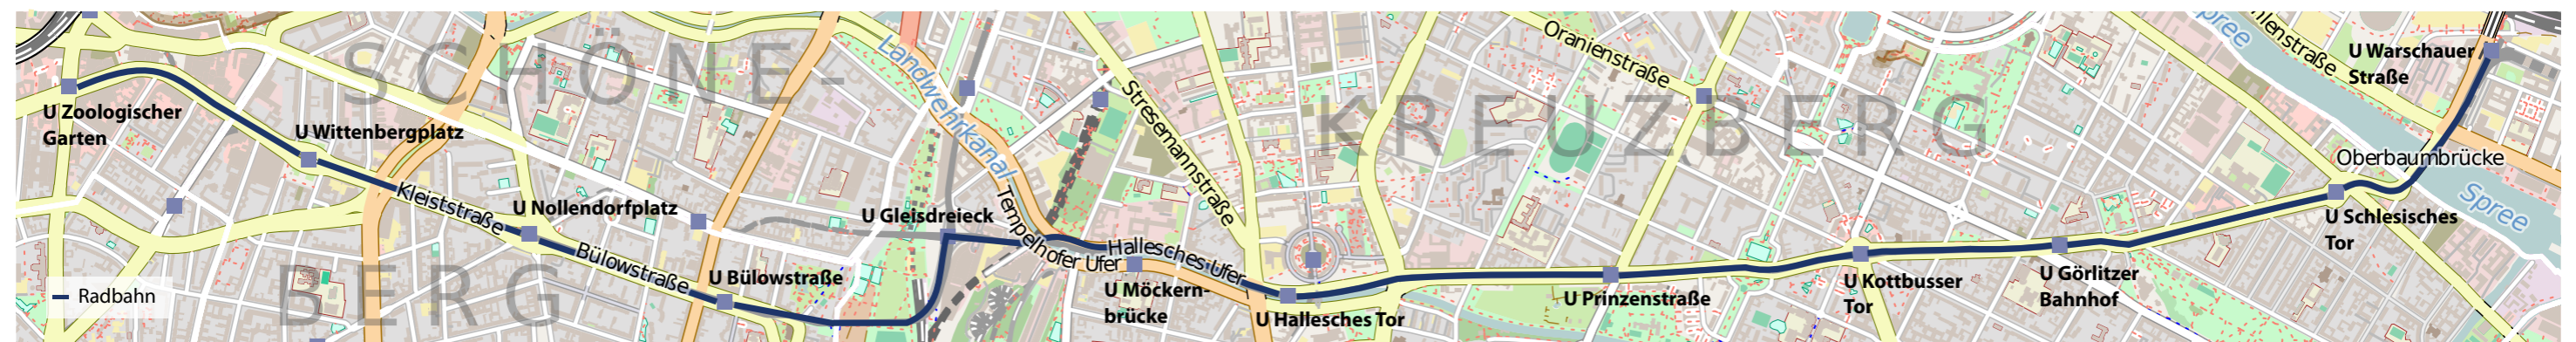 SCHÖNE-
BERG
KREUZBERG
U Zoologischer
Garten
U Wittenbergplatz
Kleiststraße
U Nollendorfplatz
Bülowstraße
U Bülowstraße
U Gleisdreieck
Landwehrkanal
Tempelhofer Ufer
Hallesches Ufer
Stresemannstraße
U Möckern-
brücke
U Hallesches Tor
Oranienstraße
U Prinzenstraße
U Kottbusser
Tor
U Görlitzer
Bahnhof
U Schlesisches
Tor
Oberbaumbrücke
Spree
Spree
U Warschauer
Straße
Radbahn